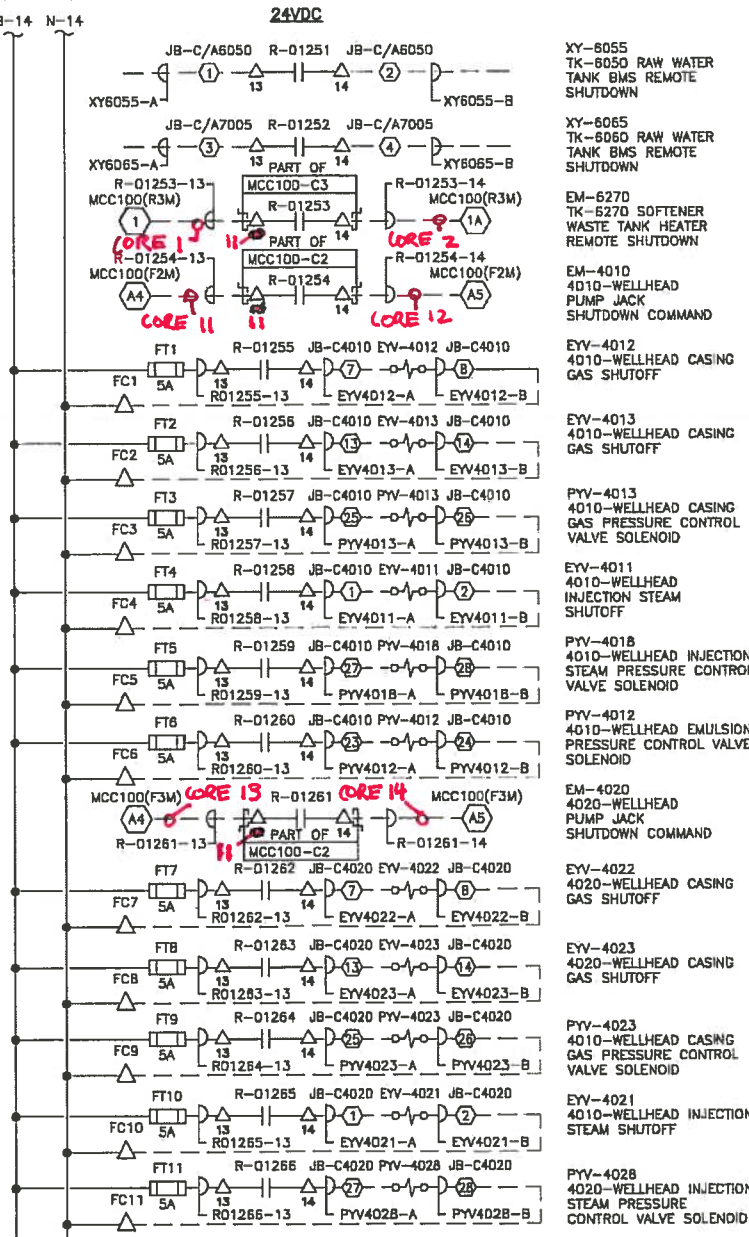 24VDC
B-14 N-14
JB-C/A6050 R-01251 JB-C/A6050
1 13 14 2
XY6055-A XY6055-B
XY-6055
TK-6050 RAW WATER
TANK BMS REMOTE
SHUTDOWN
JB-C/A7005 R-01252 JB-C/A7005
3 13 14 4
XY6065-A XY6065-B
XY-6065
TK-6060 RAW WATER
TANK BMS REMOTE
SHUTDOWN
PART OF
R-01253-13 MCC100-C3 R-01253-14
MCC100(R3M) R-01253 MCC100(R3M)
1 14 1A
CORE 1 11 CORE 2
EM-6270
TK-6270 SOFTENER
WASTE TANK HEATER
REMOTE SHUTDOWN
PART OF
R-01254-13 MCC100-C2 R-01254-14
MCC100(F2M) R-01254 MCC100(F2M)
A4 14 A5
CORE 11 11 CORE 12
EM-4010
4010-WELLHEAD
PUMP JACK
SHUTDOWN COMMAND
FT1 R-01255 JB-C4010 EYV-4012 JB-C4010
FC1 5A 13 14 7 8
R01255-13 EYV4012-A EYV4012-B
EYV-4012
4010-WELLHEAD CASING
GAS SHUTOFF
FT2 R-01256 JB-C4010 EYV-4013 JB-C4010
FC2 5A 13 14 13 14
R01256-13 EYV4013-A EYV4013-B
EYV-4013
4010-WELLHEAD CASING
GAS SHUTOFF
FT3 R-01257 JB-C4010 PYV-4013 JB-C4010
FC3 5A 13 14 25 26
R01257-13 PYV4013-A PYV4013-B
PYV-4013
4010-WELLHEAD CASING
GAS PRESSURE CONTROL
VALVE SOLENOID
FT4 R-01258 JB-C4010 EYV-4011 JB-C4010
FC4 5A 13 14 1 2
R01258-13 EYV4011-A EYV4011-B
EYV-4011
4010-WELLHEAD
INJECTION STEAM
SHUTOFF
FT5 R-01259 JB-C4010 PYV-4018 JB-C4010
FC5 5A 13 14 27 28
R01259-13 PYV4018-A PYV4018-B
PYV-4018
4010-WELLHEAD INJECTION
STEAM PRESSURE CONTROL
VALVE SOLENOID
FT6 R-01260 JB-C4010 PYV-4012 JB-C4010
FC6 5A 13 14 23 24
R01260-13 PYV4012-A PYV4012-B
PYV-4012
4010-WELLHEAD EMULSION
PRESSURE CONTROL VALVE
SOLENOID
MCC100(F3M) CORE 13 R-01261 CORE 14 MCC100(F3M)
A4 14 A5
R-01261-13 11 PART OF R-01261-14
MCC100-C2
EM-4020
4020-WELLHEAD
PUMP JACK
SHUTDOWN COMMAND
FT7 R-01262 JB-C4020 EYV-4022 JB-C4020
FC7 5A 13 14 7 8
R01262-13 EYV4022-A EYV4022-B
EYV-4022
4020-WELLHEAD CASING
GAS SHUTOFF
FT8 R-01263 JB-C4020 EYV-4023 JB-C4020
FC8 5A 13 14 13 14
R01263-13 EYV4023-A EYV4023-B
EYV-4023
4020-WELLHEAD CASING
GAS SHUTOFF
FT9 R-01264 JB-C4020 PYV-4023 JB-C4020
FC9 5A 13 14 25 26
R01264-13 PYV4023-A PYV4023-B
PYV-4023
4010-WELLHEAD CASING
GAS PRESSURE CONTROL
VALVE SOLENOID
FT10 R-01265 JB-C4020 EYV-4021 JB-C4020
FC10 5A 13 14 1 2
R01265-13 EYV4021-A EYV4021-B
EYV-4021
4010-WELLHEAD INJECTION
STEAM SHUTOFF
FT11 R-01266 JB-C4020 PYV-4028 JB-C4020
FC11 5A 13 14 27 28
R01266-13 PYV4028-A PYV4028-B
PYV-4028
4020-WELLHEAD INJECTION
STEAM PRESSURE
CONTROL VALVE SOLENOID